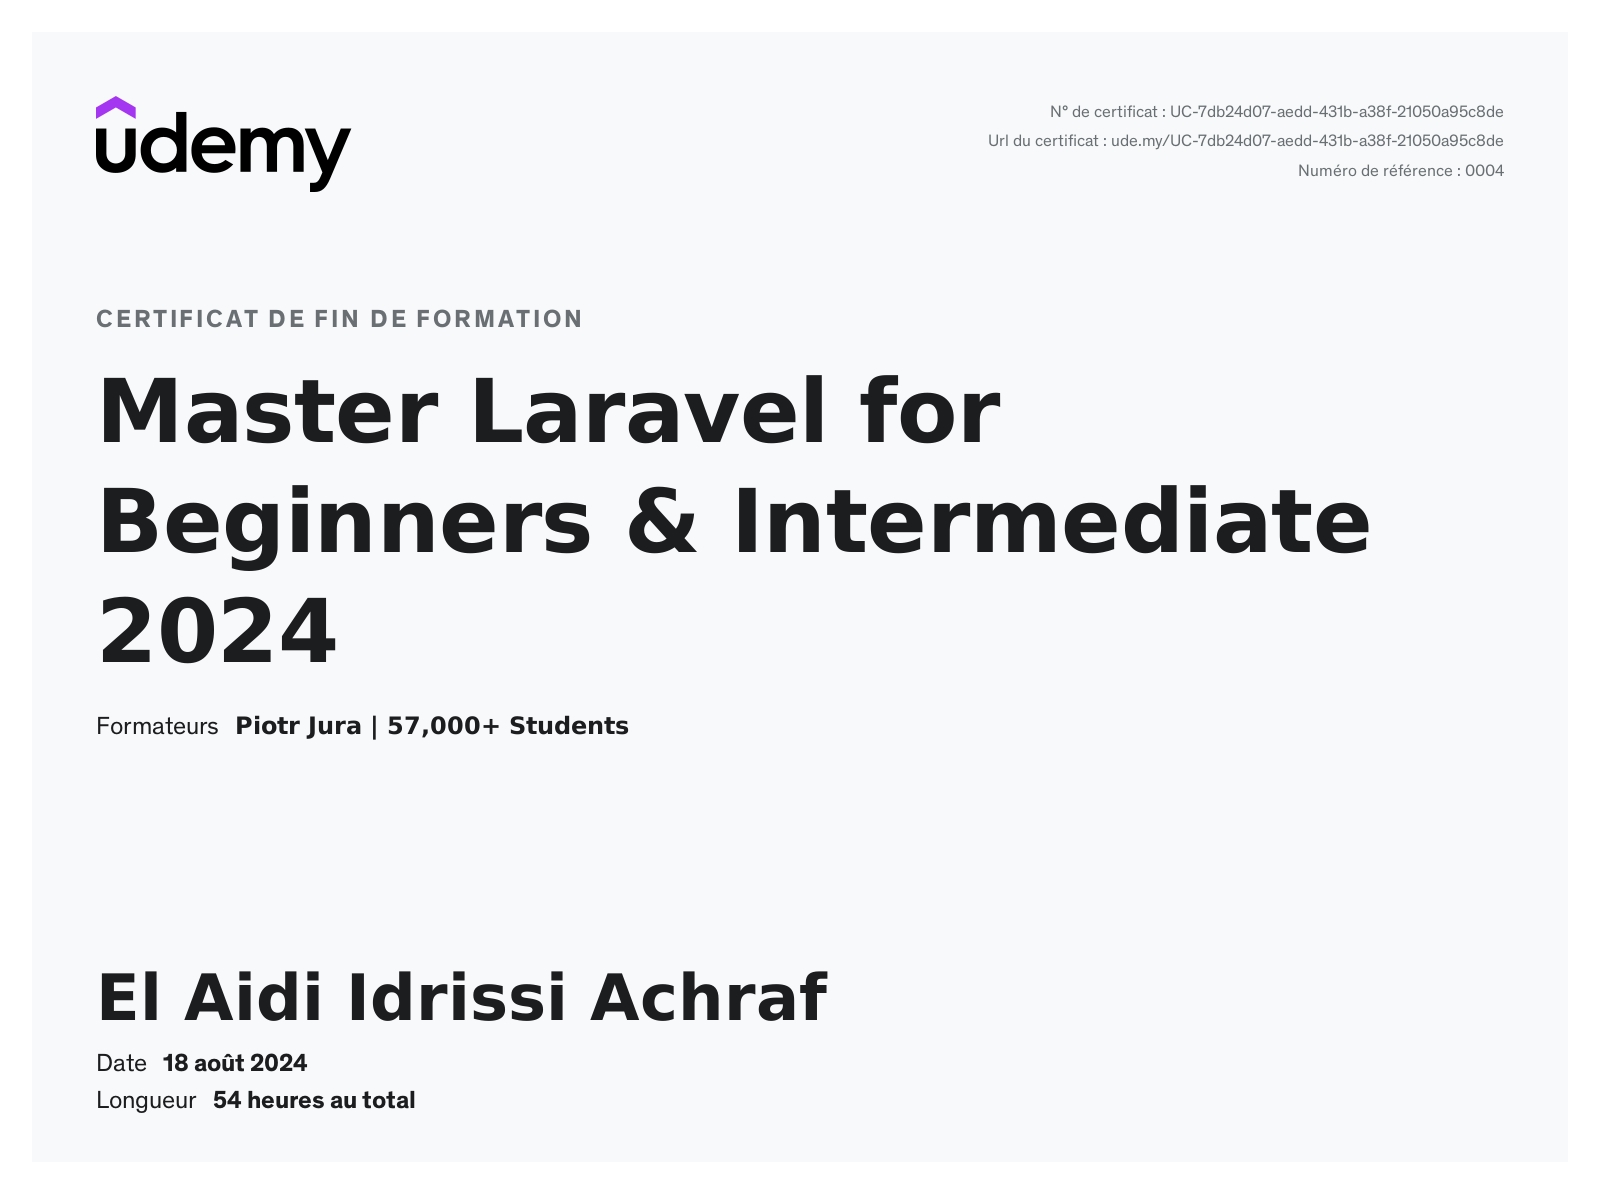 udemy
N° de certificat : UC-7db24d07-aedd-431b-a38f-21050a95c8de
Url du certificat : ude.my/UC-7db24d07-aedd-431b-a38f-21050a95c8de
Numéro de référence : 0004
CERTIFICAT DE FIN DE FORMATION
Master Laravel for
Beginners & Intermediate
2024
Formateurs Piotr Jura | 57,000+ Students
El Aidi Idrissi Achraf
Date 18 août 2024
Longueur 54 heures au total